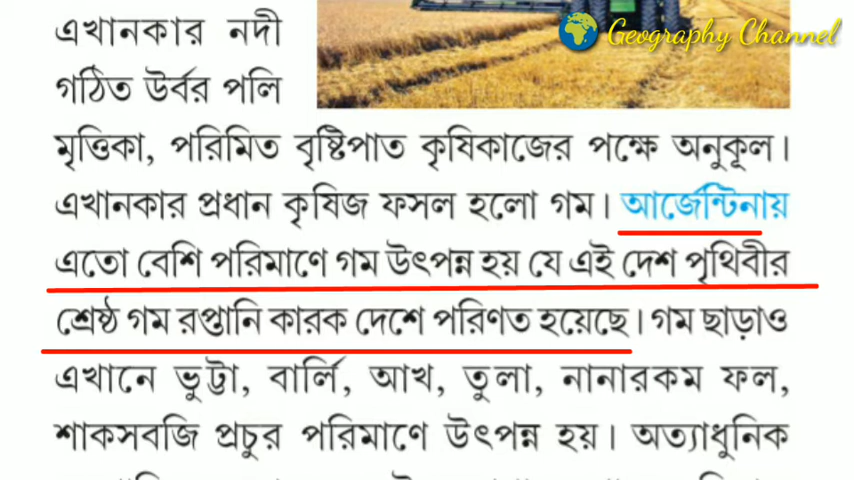 Geography Channel
এখানকার নদী
গঠিত উর্বর পলি
মৃত্তিকা, পরিমিত বৃষ্টিপাত কৃষিকাজের পক্ষে অনুকূল।
এখানকার প্রধান কৃষিজ ফসল হলো গম। আর্জেন্টিনায়
এতো বেশি পরিমাণে গম উৎপন্ন হয় যে এই দেশ পৃথিবীর
শ্রেষ্ঠ গম রপ্তানি কারক দেশে পরিণত হয়েছে। গম ছাড়াও
এখানে ভুট্টা, বার্লি, আখ, তুলা, নানারকম ফল,
শাকসবজি প্রচুর পরিমাণে উৎপন্ন হয়। অত্যাধুনিক